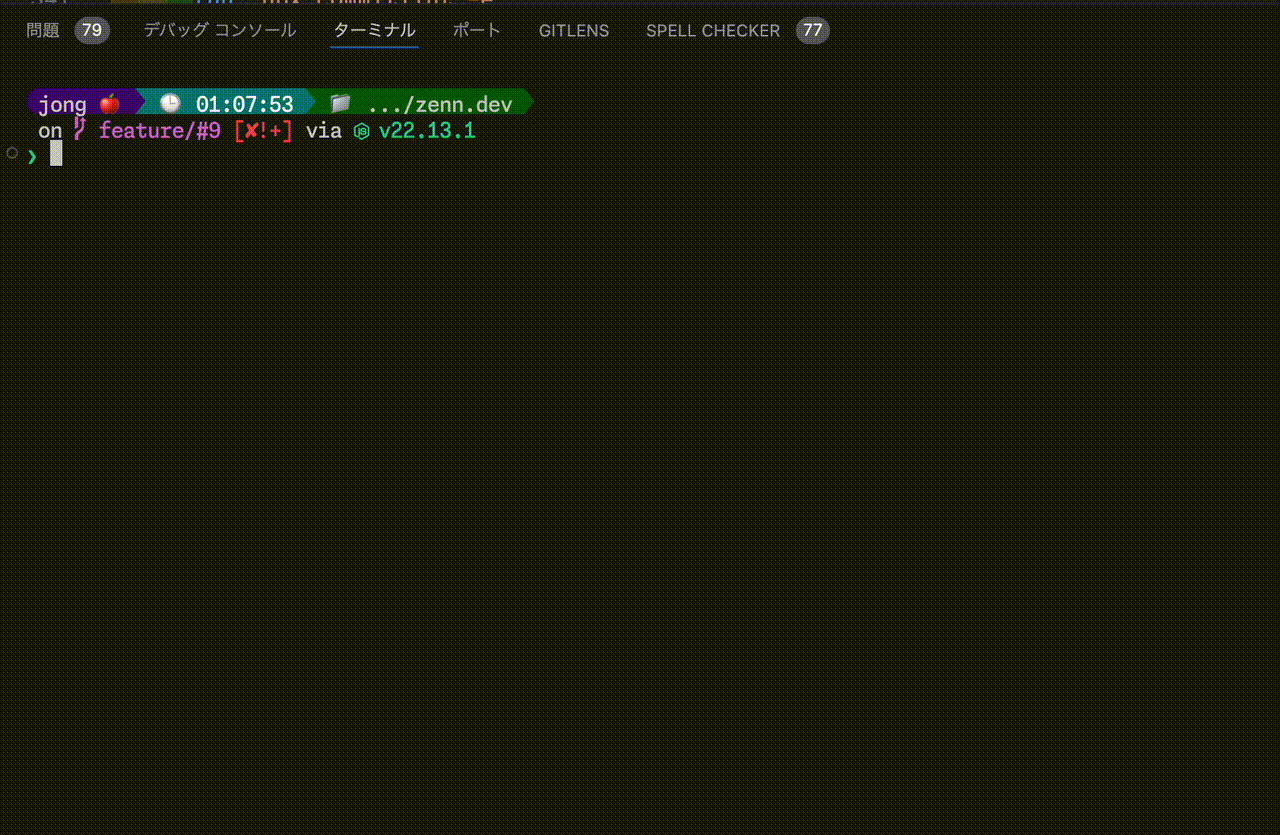 問題 79 デバッグ コンソール ターミナル ポート GITLENS SPELL CHECKER 77
jong 01:07:53 .../zenn.dev
on feature/#9 [✘!+] via v22.13.1
❯